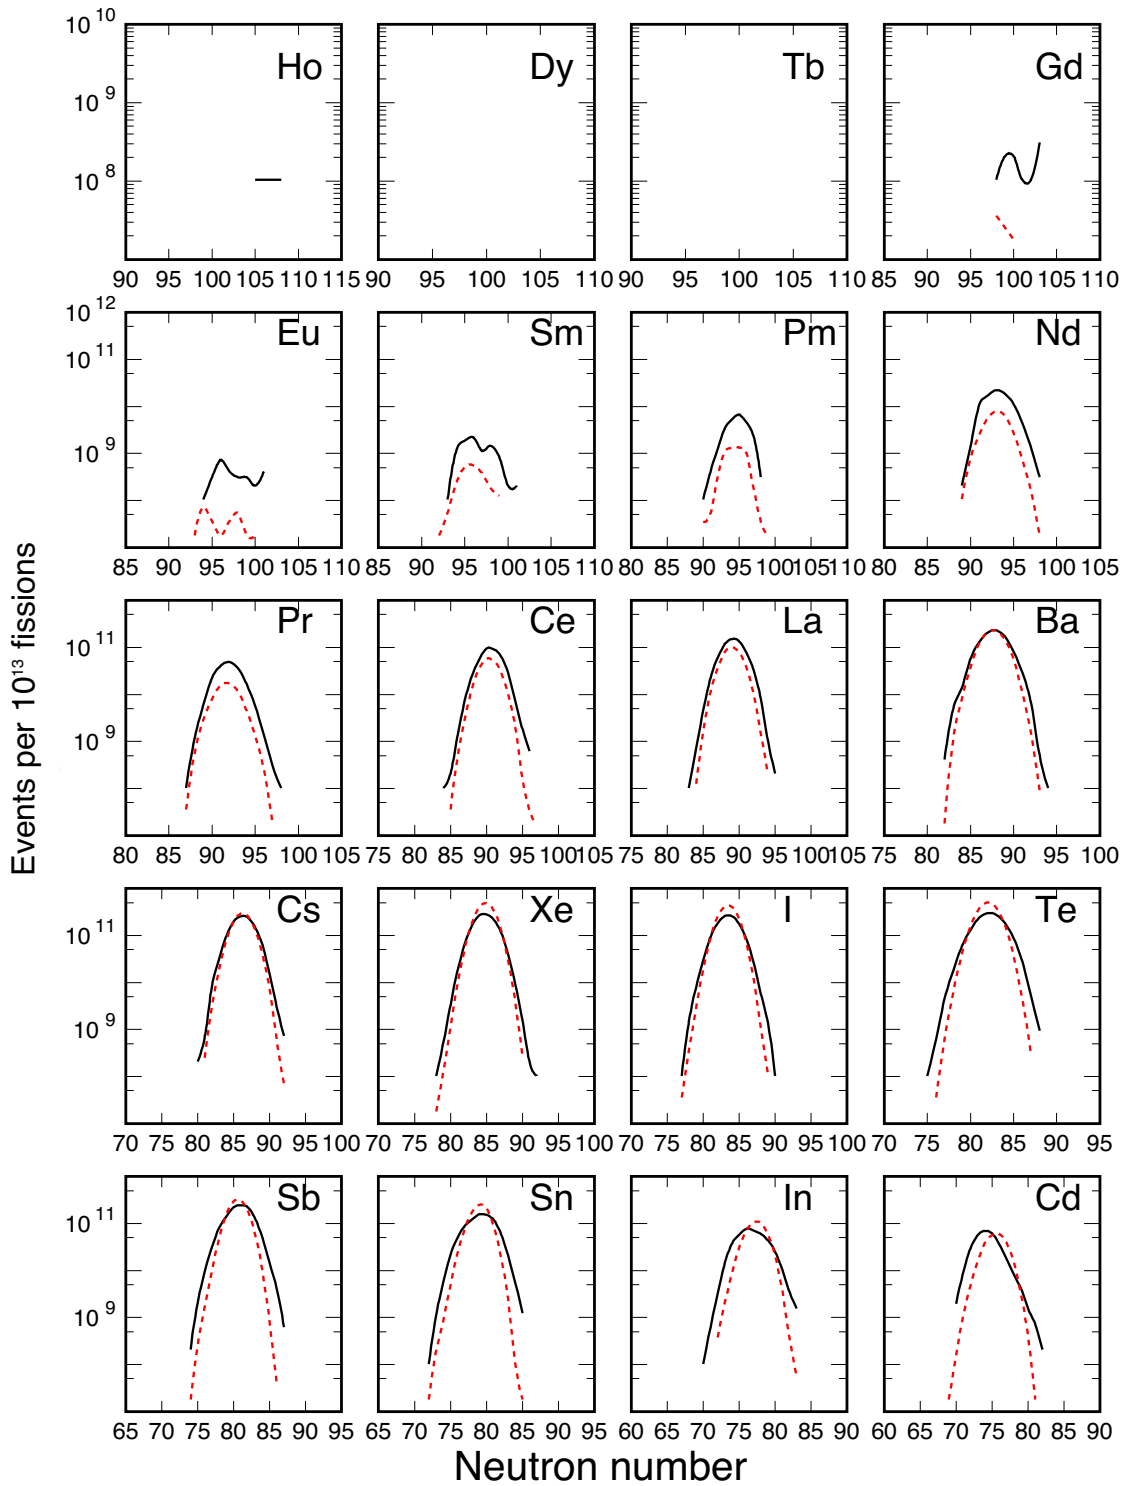 10^10
Ho Dy Tb Gd
10^9
10^8
90 95 100 105 110 115 90 95 100 105 110 90 95 100 105 110 85 90 95 100 105 110
10^12
Eu Sm Pm Nd
10^11
10^9
85 90 95 100 105 110 85 90 95 100 105 110 80 85 90 95 100 105 110 80 85 90 95 100 105
Pr Ce La Ba
10^11
10^9
80 85 90 95 100 105 75 80 85 90 95 100 105 75 80 85 90 95 100 105 75 80 85 90 95 100
Cs Xe I Te
10^11
10^9
70 75 80 85 90 95 100 70 75 80 85 90 95 100 70 75 80 85 90 95 100 70 75 80 85 90 95
Sb Sn In Cd
10^11
10^9
65 70 75 80 85 90 95 65 70 75 80 85 90 95 60 65 70 75 80 85 90 60 65 70 75 80 85 90
Neutron number
Events per 10^13 fissions